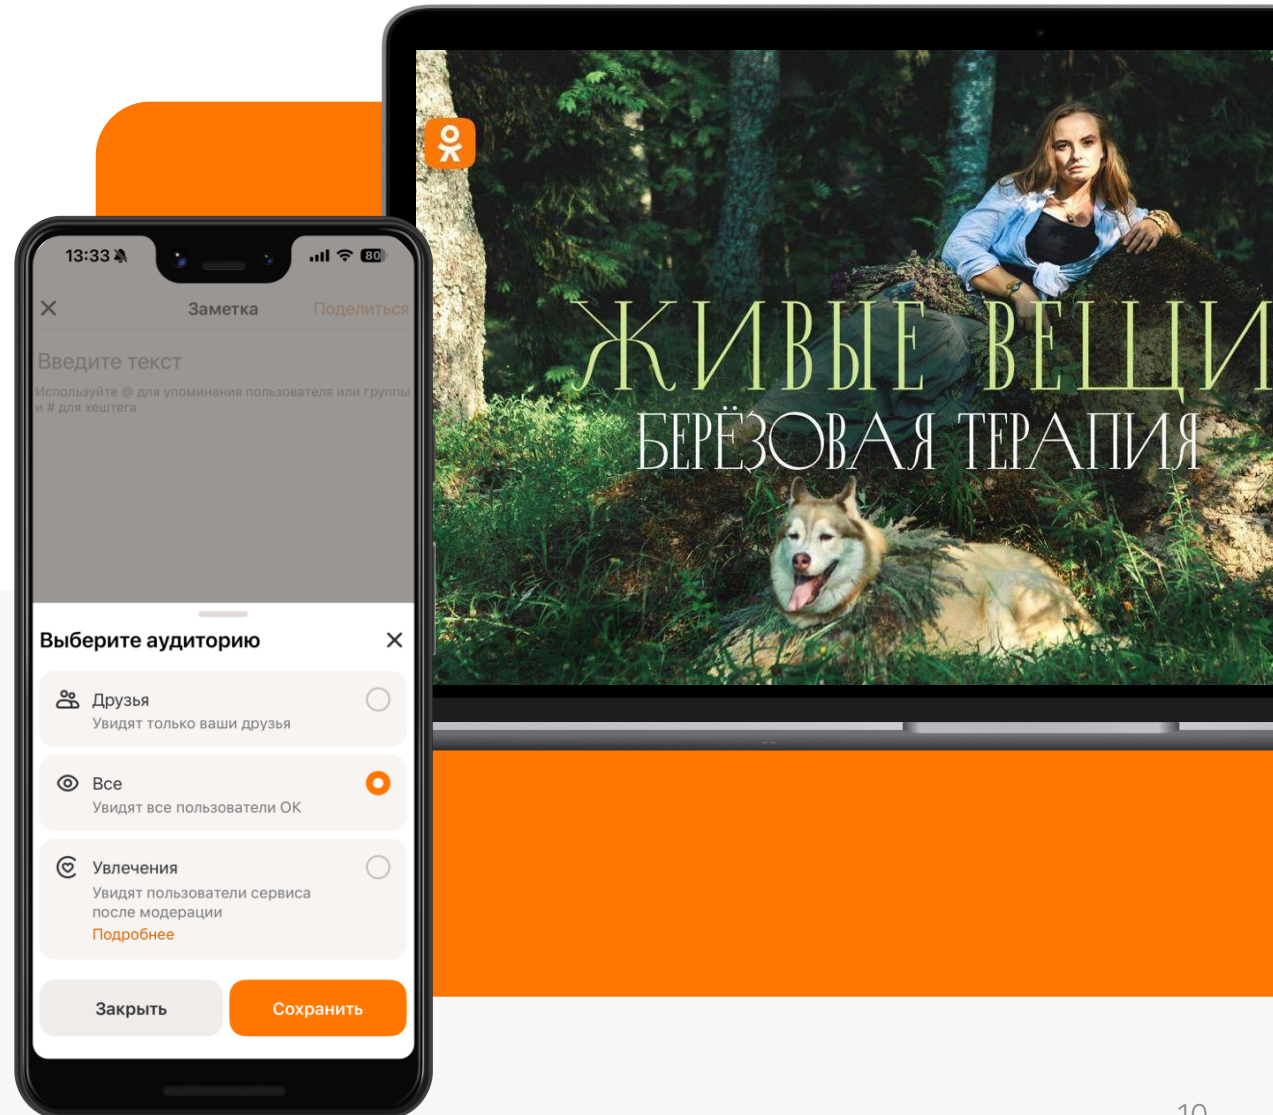 13:33
80
Заметка
Поделиться
Введите текст
Используйте @ для упоминания пользователя или группы
и # для хештега
Выберите аудиторию
Друзья
Увидят только ваши друзья
Все
Увидят все пользователи ОК
Увлечения
Увидят пользователи сервиса
после модерации
Подробнее
Закрыть
Сохранить
ЖИВЫЕ ВЕЩИ
БЕРЁЗОВАЯ ТЕРАПИЯ
10